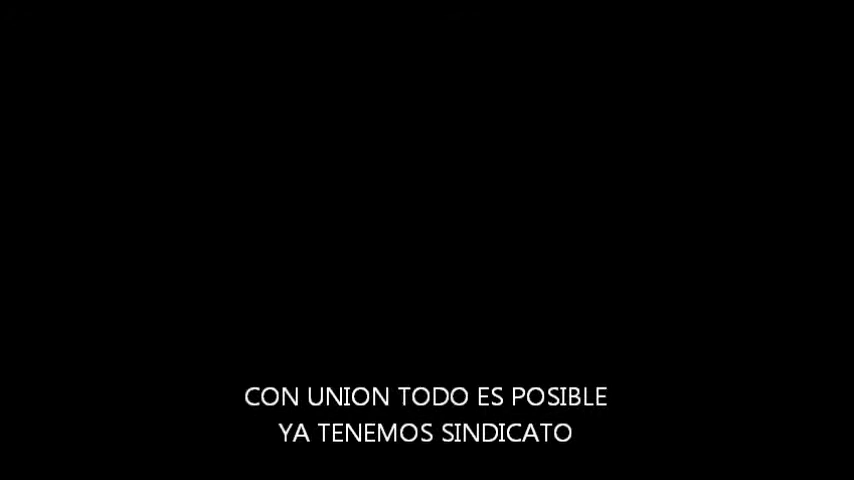 CON UNION TODO ES POSIBLE
YA TENEMOS SINDICATO